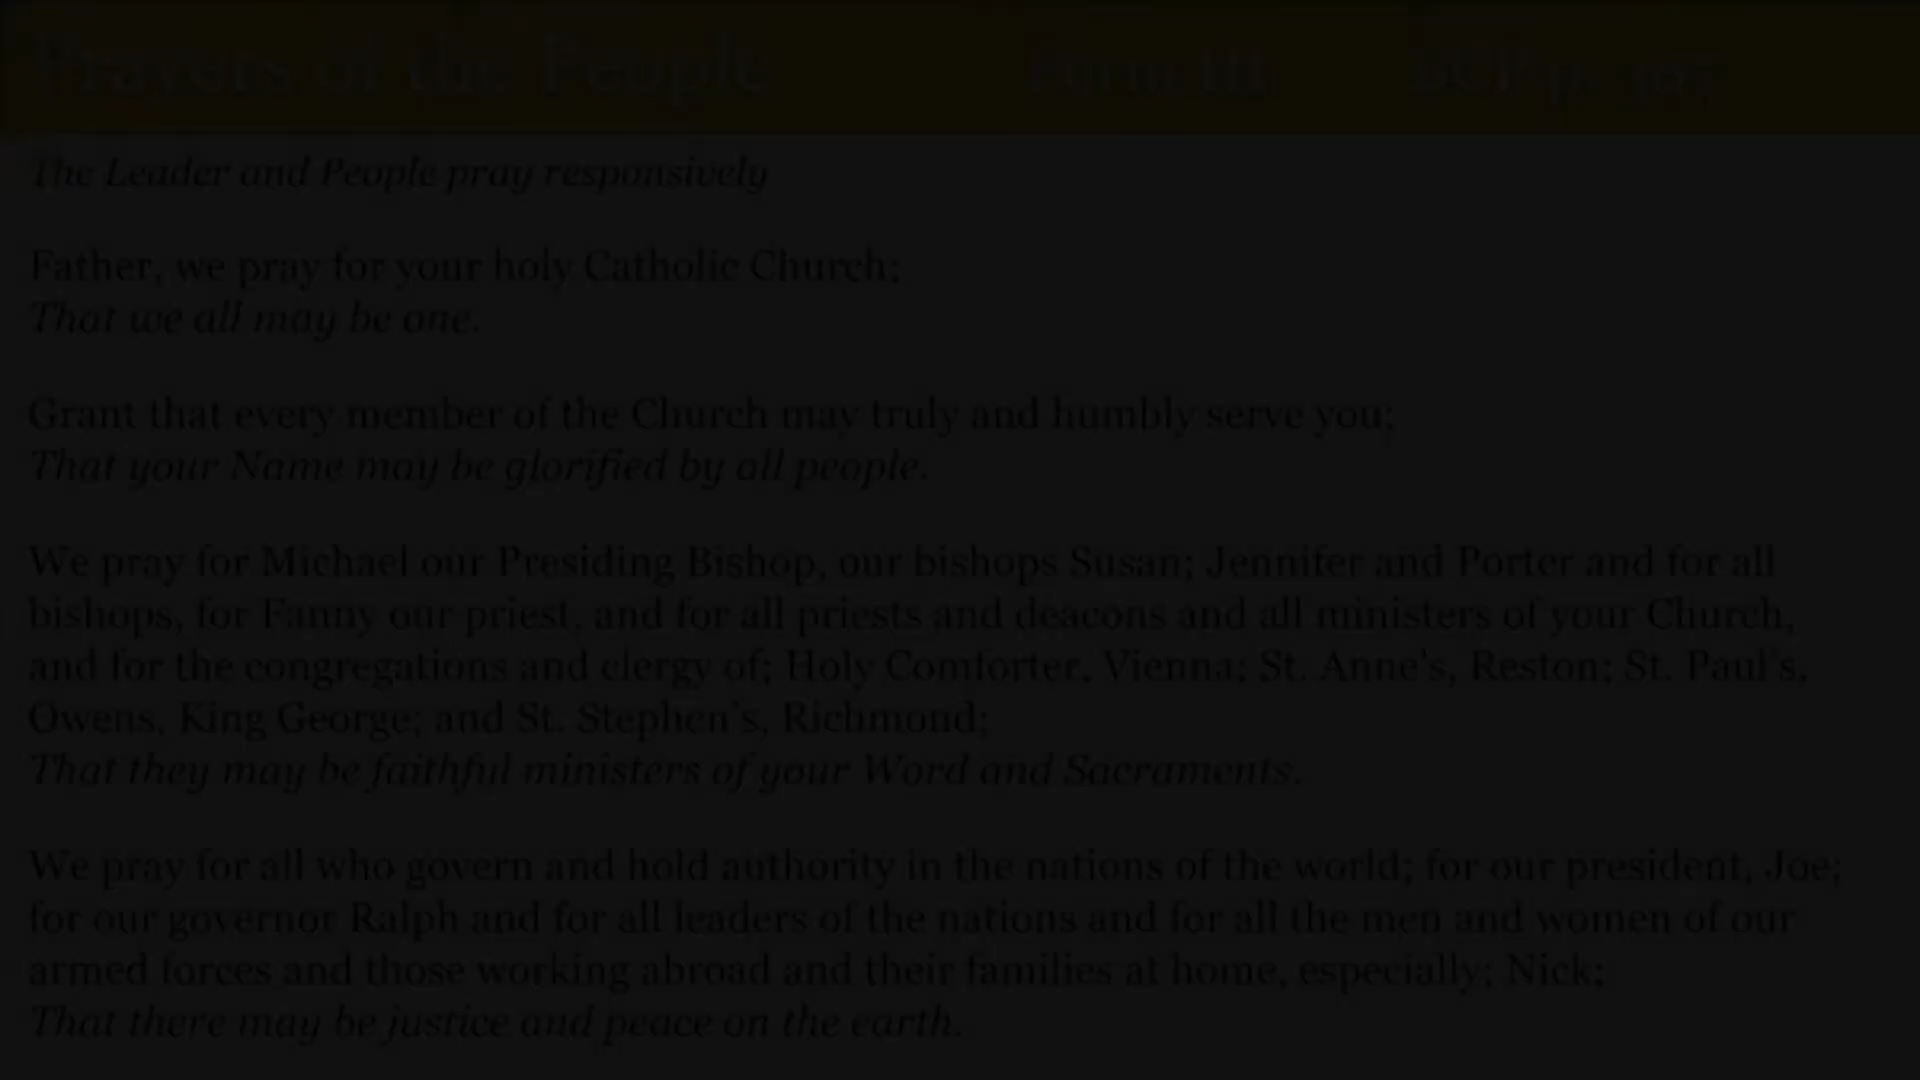 Prayers of the People Form III BCP p. 387
The Leader and People pray responsively
Father, we pray for your holy Catholic Church;
That we all may be one.
Grant that every member of the Church may truly and humbly serve you;
That your Name may be glorified by all people.
We pray for Michael our Presiding Bishop, our bishops Susan; Jennifer and Porter and for all
bishops, for Fanny our priest, and for all priests and deacons and all ministers of your Church,
and for the congregations and clergy of; Holy Comforter, Vienna; St. Anne's, Reston; St. Paul's,
Owens, King George; and St. Stephen's, Richmond;
That they may be faithful ministers of your Word and Sacraments.
We pray for all who govern and hold authority in the nations of the world; for our president, Joe;
for our governor Ralph and for all leaders of the nations and for all the men and women of our
armed forces and those working abroad and their families at home, especially; Nick;
That there may be justice and peace on the earth.